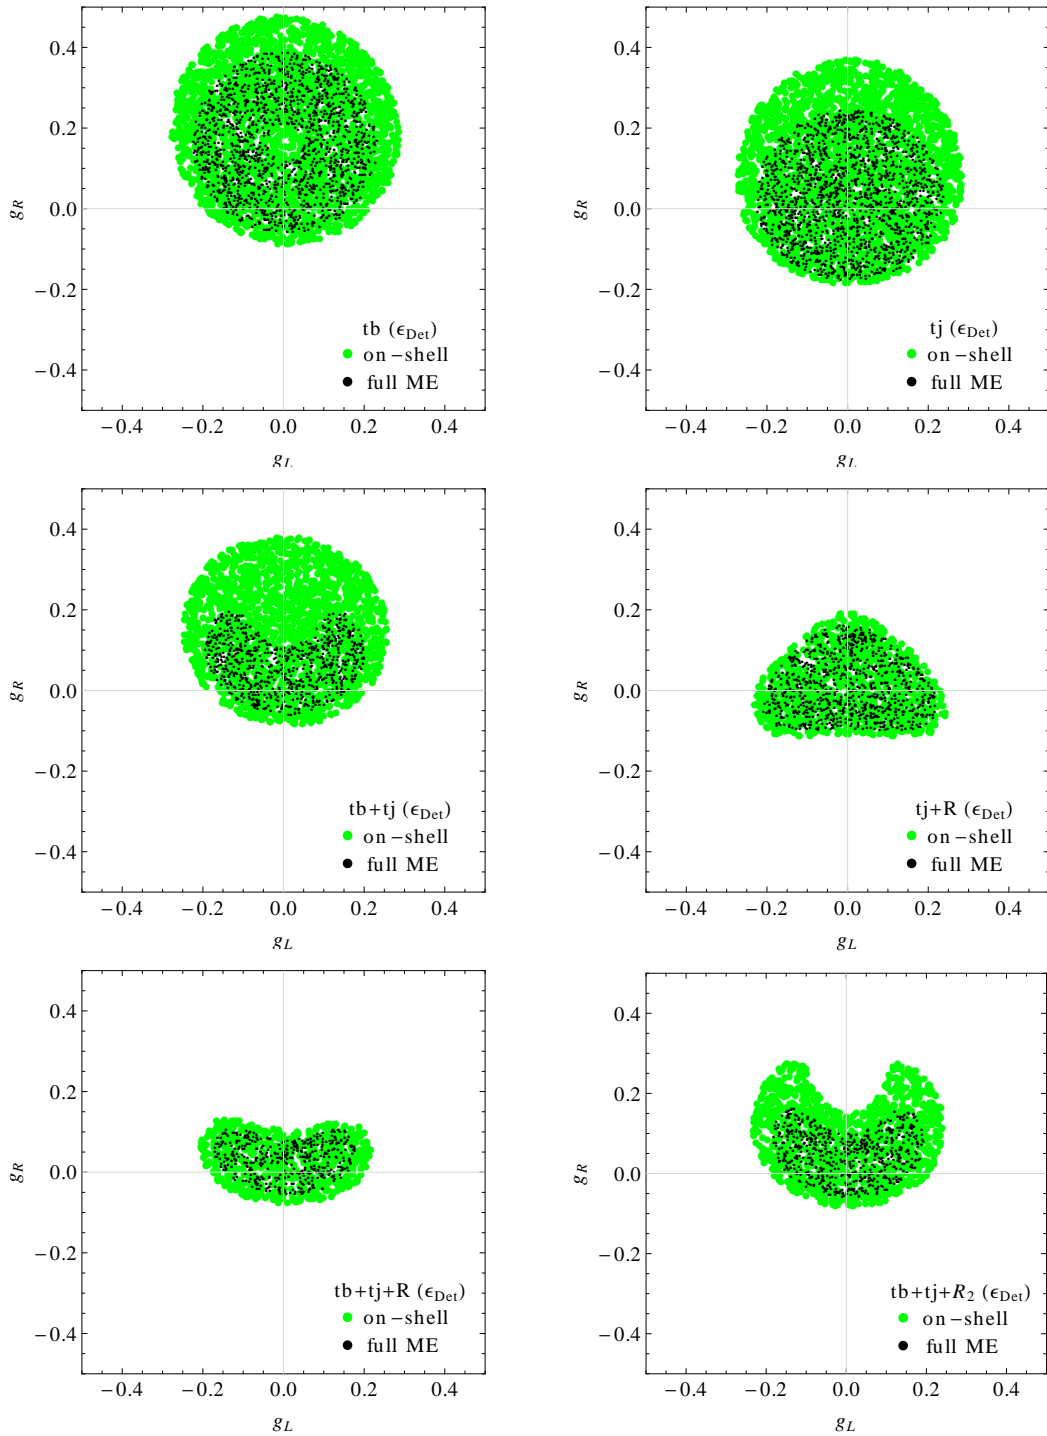 0.4
0.2
0.0
−0.2
−0.4
g_R
tb (ϵ_Det)
on−shell
full ME
−0.4 −0.2 0.0 0.2 0.4
g_L
0.4
0.2
0.0
−0.2
−0.4
g_R
tj (ϵ_Det)
on−shell
full ME
−0.4 −0.2 0.0 0.2 0.4
g_L
0.4
0.2
0.0
−0.2
−0.4
g_R
tb+tj (ϵ_Det)
on−shell
full ME
−0.4 −0.2 0.0 0.2 0.4
g_L
0.4
0.2
0.0
−0.2
−0.4
g_R
tj+R (ϵ_Det)
on−shell
full ME
−0.4 −0.2 0.0 0.2 0.4
g_L
0.4
0.2
0.0
−0.2
−0.4
g_R
tb+tj+R (ϵ_Det)
on−shell
full ME
−0.4 −0.2 0.0 0.2 0.4
g_L
0.4
0.2
0.0
−0.2
−0.4
g_R
tb+tj+R_2 (ϵ_Det)
on−shell
full ME
−0.4 −0.2 0.0 0.2 0.4
g_L